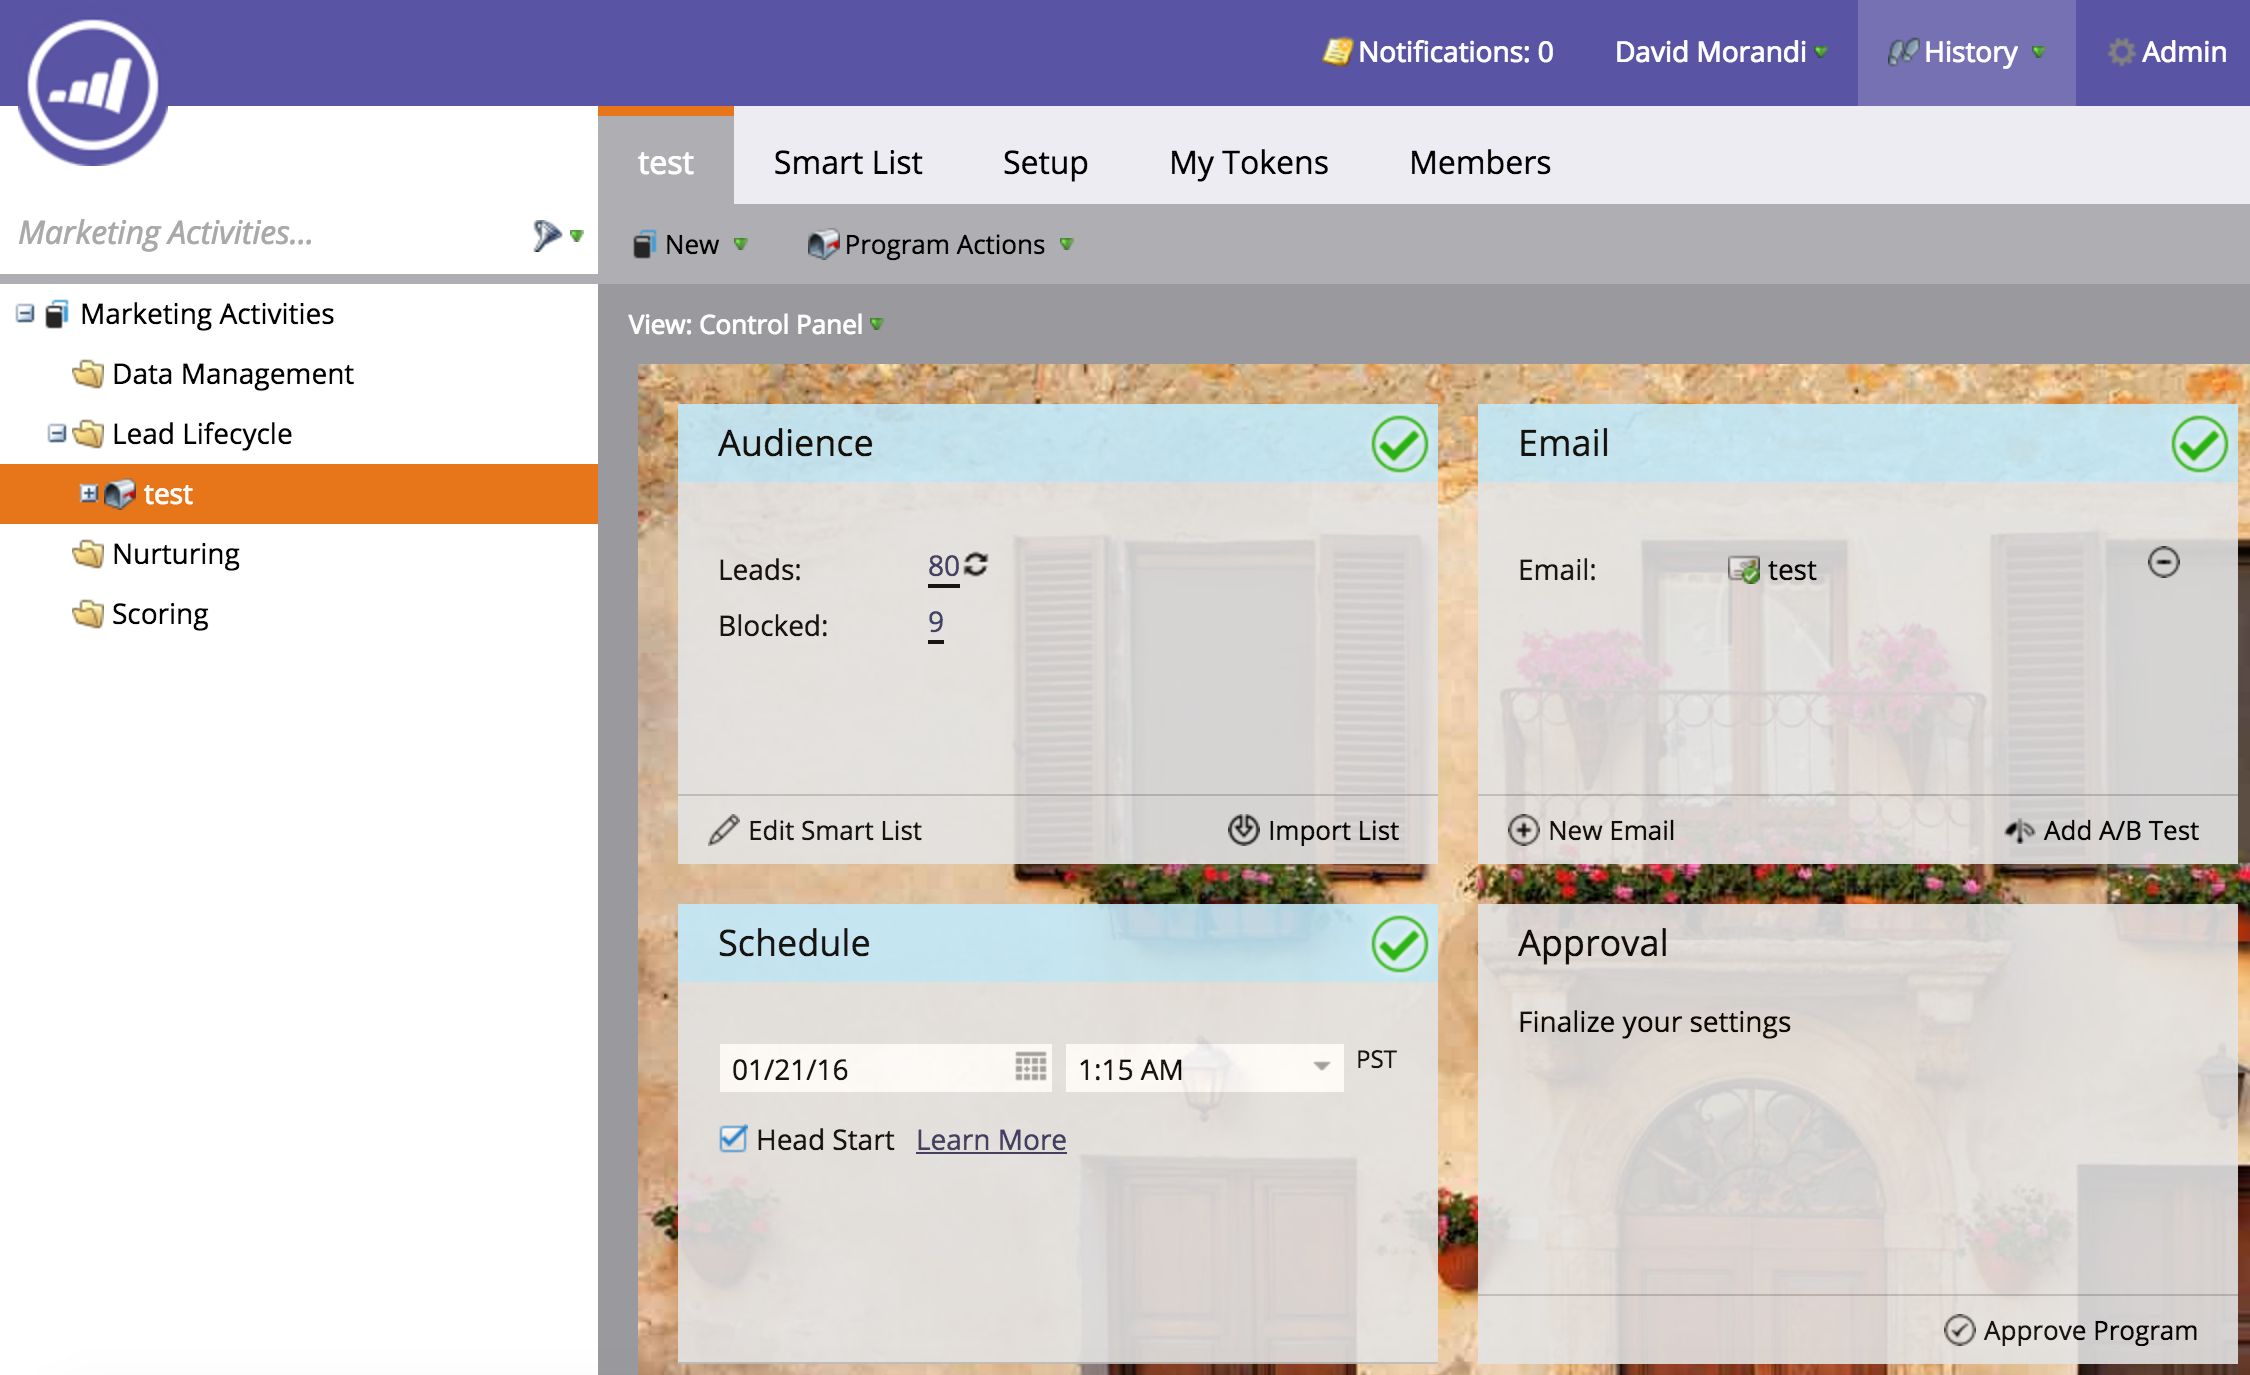 Notifications: 0 David Morandi History Admin
test Smart List Setup My Tokens Members
Marketing Activities...
New Program Actions
View: Control Panel
Marketing Activities
Data Management
Lead Lifecycle
test
Nurturing
Scoring
Audience
Leads: 80
Blocked: 9
Edit Smart List Import List
Email
Email: test
New Email Add A/B Test
Schedule
01/21/16 1:15 AM PST
Head Start Learn More
Approval
Finalize your settings
Approve Program